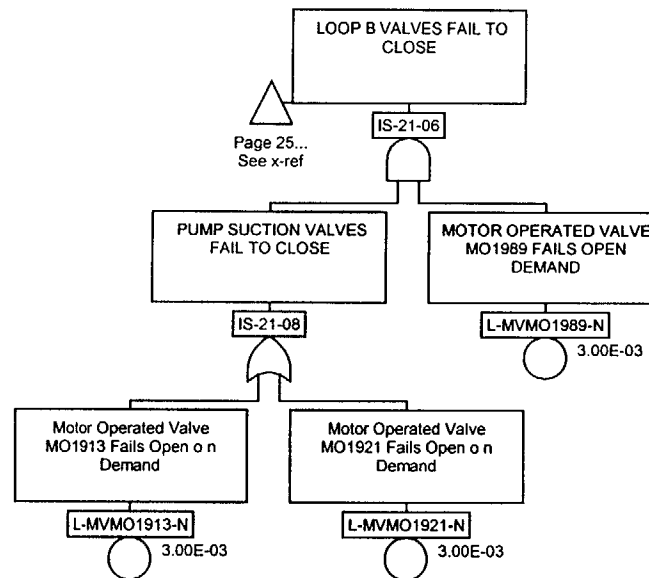 LOOP B VALVES FAIL TO
CLOSE
Page 25...
See x-ref
IS-21-06
PUMP SUCTION VALVES
FAIL TO CLOSE
MOTOR OPERATED VALVE
MO1989 FAILS OPEN
DEMAND
IS-21-08
L-MVMO1989-N
3.00E-03
Motor Operated Valve
MO1913 Fails Open o n
Demand
Motor Operated Valve
MO1921 Fails Open o n
Demand
L-MVMO1913-N
3.00E-03
L-MVMO1921-N
3.00E-03